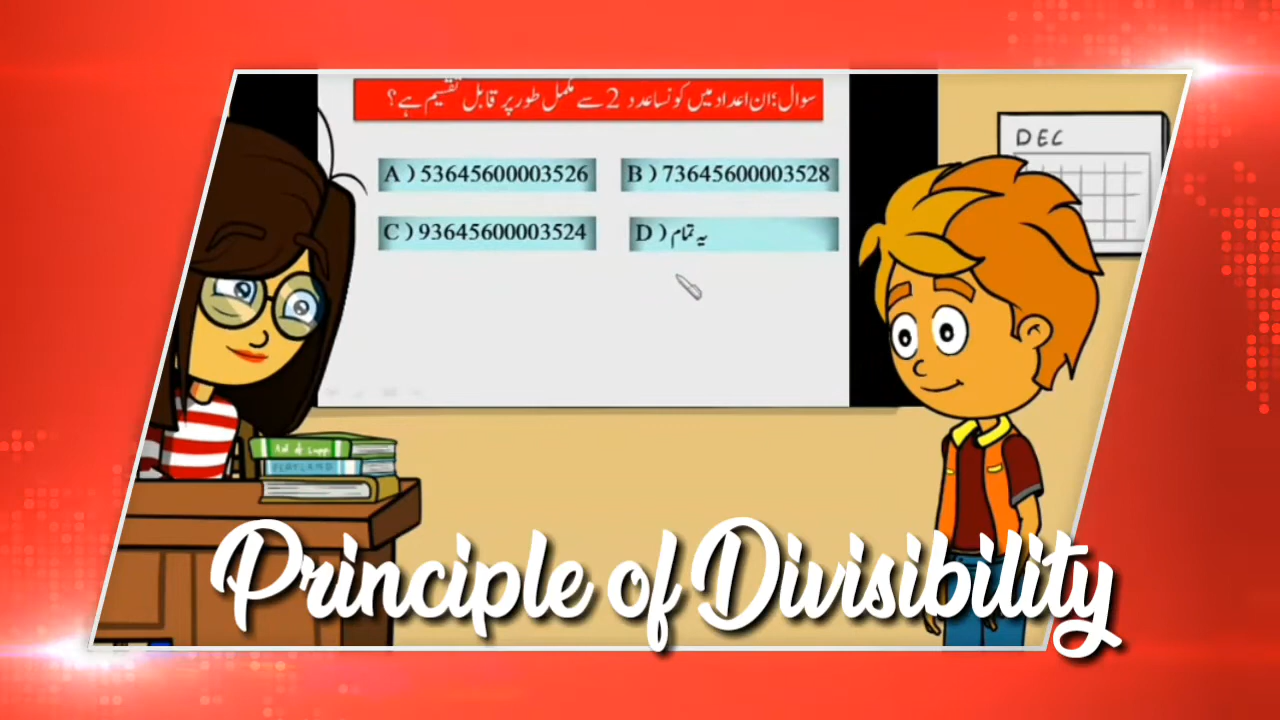 سوال؛ان اعداد میں کونسا عدد 2 سے مکمل طور پر قابل تقسیم ہے؟
A ) 53645600003526
B ) 73645600003528
C ) 93645600003524
D ) یہ تمام
DEC
PLAYLAND
Principle of Divisibility